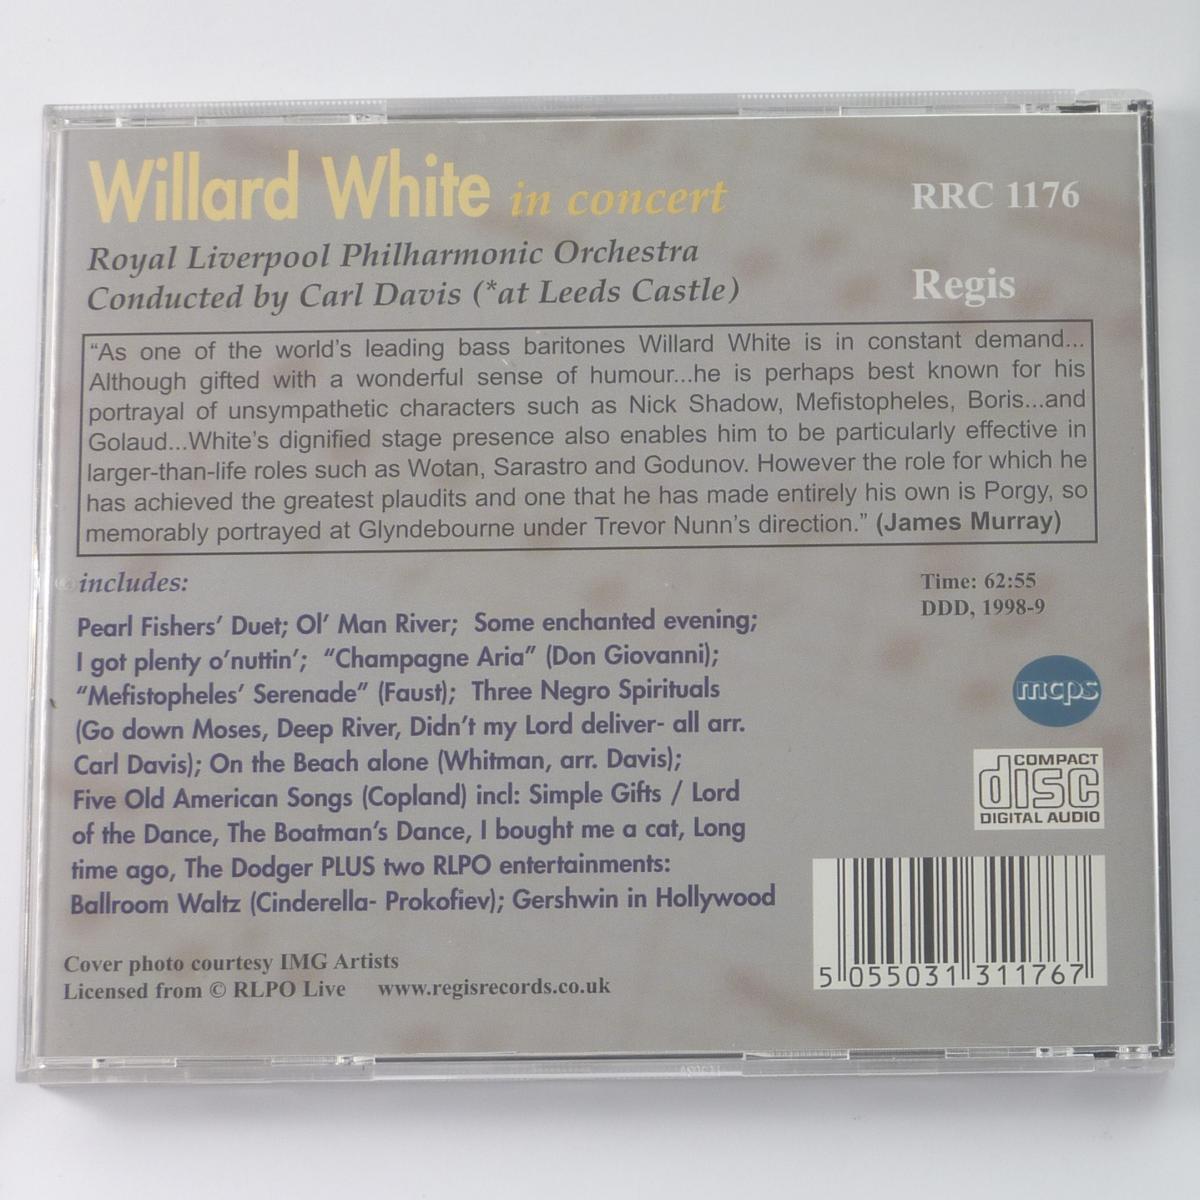 Willard White in concert
RRC 1176
Royal Liverpool Philharmonic Orchestra
Conducted by Carl Davis (*at Leeds Castle)
Regis
“As one of the world’s leading bass baritones Willard White is in constant demand...
Although gifted with a wonderful sense of humour...he is perhaps best known for his
portrayal of unsympathetic characters such as Nick Shadow, Mefistopheles, Boris...and
Golaud...White’s dignified stage presence also enables him to be particularly effective in
larger-than-life roles such as Wotan, Sarastro and Godunov. However the role for which he
has achieved the greatest plaudits and one that he has made entirely his own is Porgy, so
memorably portrayed at Glyndebourne under Trevor Nunn’s direction.” (James Murray)
includes:
Pearl Fishers’ Duet; Ol’ Man River; Some enchanted evening;
I got plenty o’nuttin’; “Champagne Aria” (Don Giovanni);
“Mefistopheles’ Serenade” (Faust); Three Negro Spirituals
(Go down Moses, Deep River, Didn’t my Lord deliver- all arr.
Carl Davis); On the Beach alone (Whitman, arr. Davis);
Five Old American Songs (Copland) incl: Simple Gifts / Lord
of the Dance, The Boatman’s Dance, I bought me a cat, Long
time ago, The Dodger PLUS two RLPO entertainments:
Ballroom Waltz (Cinderella- Prokofiev); Gershwin in Hollywood
Time: 62:55
DDD, 1998-9
mcps
COMPACT
disc
DIGITAL AUDIO
5 055031 311767
Cover photo courtesy IMG Artists
Licensed from © RLPO Live www.regisrecords.co.uk